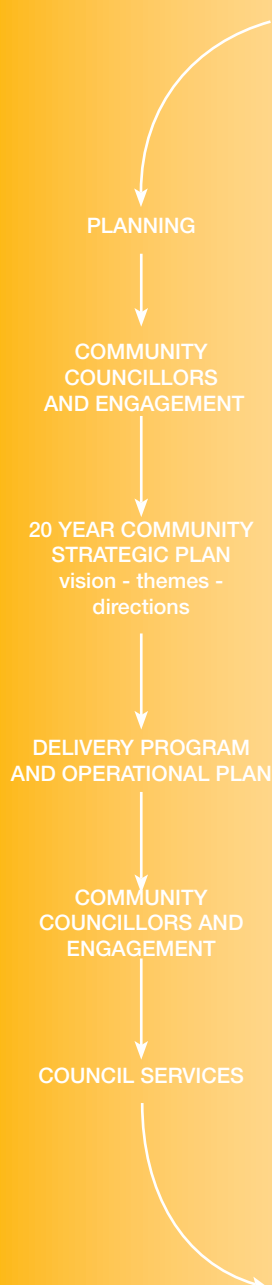 PLANNING
COMMUNITY
COUNCILLORS
AND ENGAGEMENT
20 YEAR COMMUNITY
STRATEGIC PLAN
vision - themes -
directions
DELIVERY PROGRAM
AND OPERATIONAL PLAN
COMMUNITY
COUNCILLORS AND
ENGAGEMENT
COUNCIL SERVICES